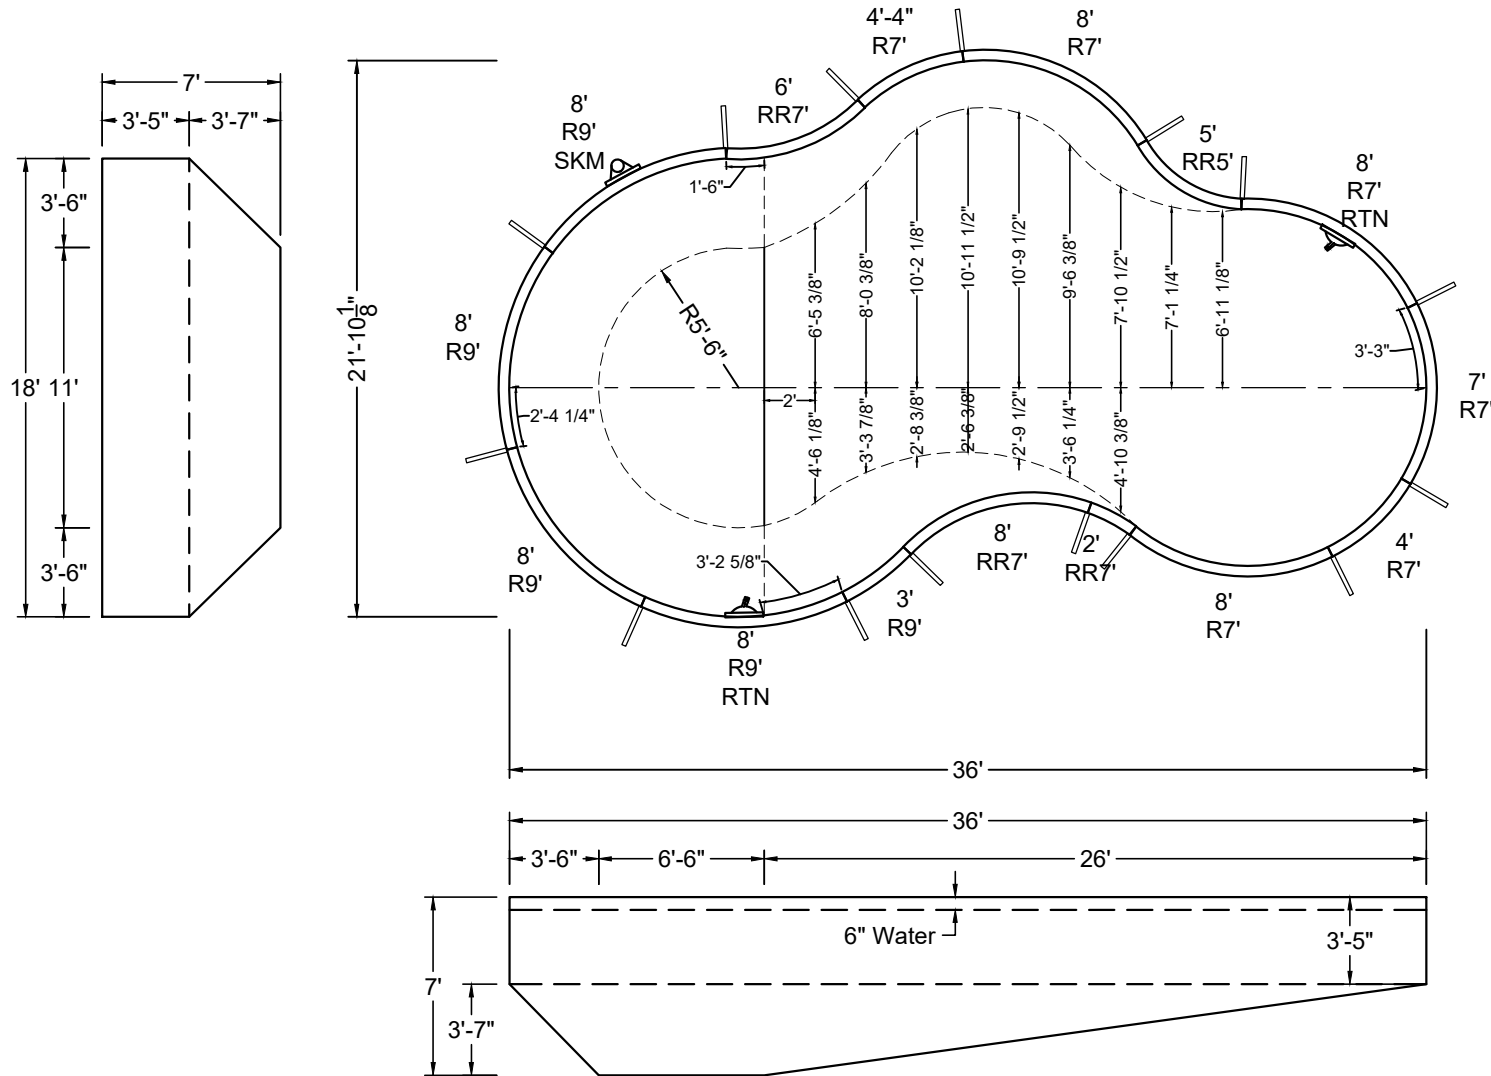 7'
3'-5"
3'-7"
3'-6"
18'
11'
3'-6"
21'-10 1/8"
4'-4"
R7'
8'
R7'
6'
RR7'
8'
R9'
SKM
5'
RR5'
8'
R7'
RTN
1'-6"
8'
R9'
R5'-6"
6'-5 3/8"
8'-0 3/8"
10'-2 1/8"
10'-11 1/2"
10'-9 1/2"
9'-6 3/8"
7'-10 1/2"
7'-1 1/4"
6'-11 1/8"
3'-3"
7'
R7'
2'
2'-4 1/4"
4'-6 1/8"
3'-3 7/8"
2'-8 3/8"
2'-6 3/8"
2'-9 1/2"
3'-6 1/4"
4'-10 3/8"
8'
R9'
3'-2 5/8"
8'
RR7'
2'
RR7'
4'
R7'
3'
R9'
8'
R7'
8'
R9'
RTN
36'
36'
3'-6"
6'-6"
26'
6" Water
3'-5"
7'
3'-7"